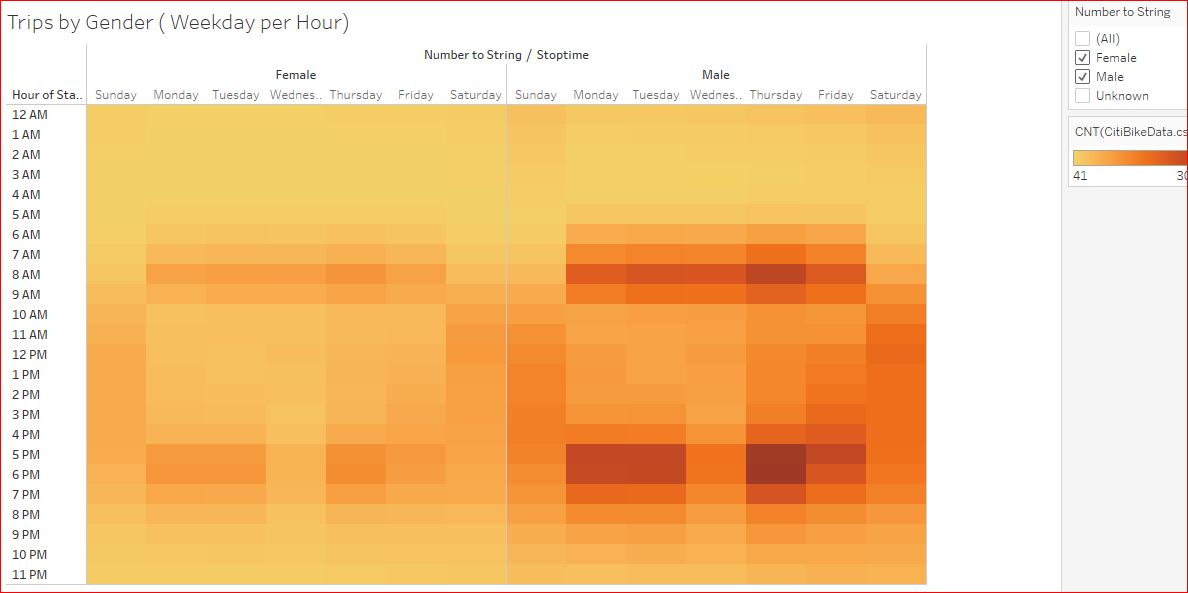 Trips by Gender ( Weekday per Hour)
Number to String / Stoptime
Female Male
Hour of Sta.. Sunday Monday Tuesday Wednes.. Thursday Friday Saturday Sunday Monday Tuesday Wednes.. Thursday Friday Saturday
12 AM
1 AM
2 AM
3 AM
4 AM
5 AM
6 AM
7 AM
8 AM
9 AM
10 AM
11 AM
12 PM
1 PM
2 PM
3 PM
4 PM
5 PM
6 PM
7 PM
8 PM
9 PM
10 PM
11 PM
Number to String
(All)
Female
Male
Unknown
CNT(CitiBikeData.cs
41